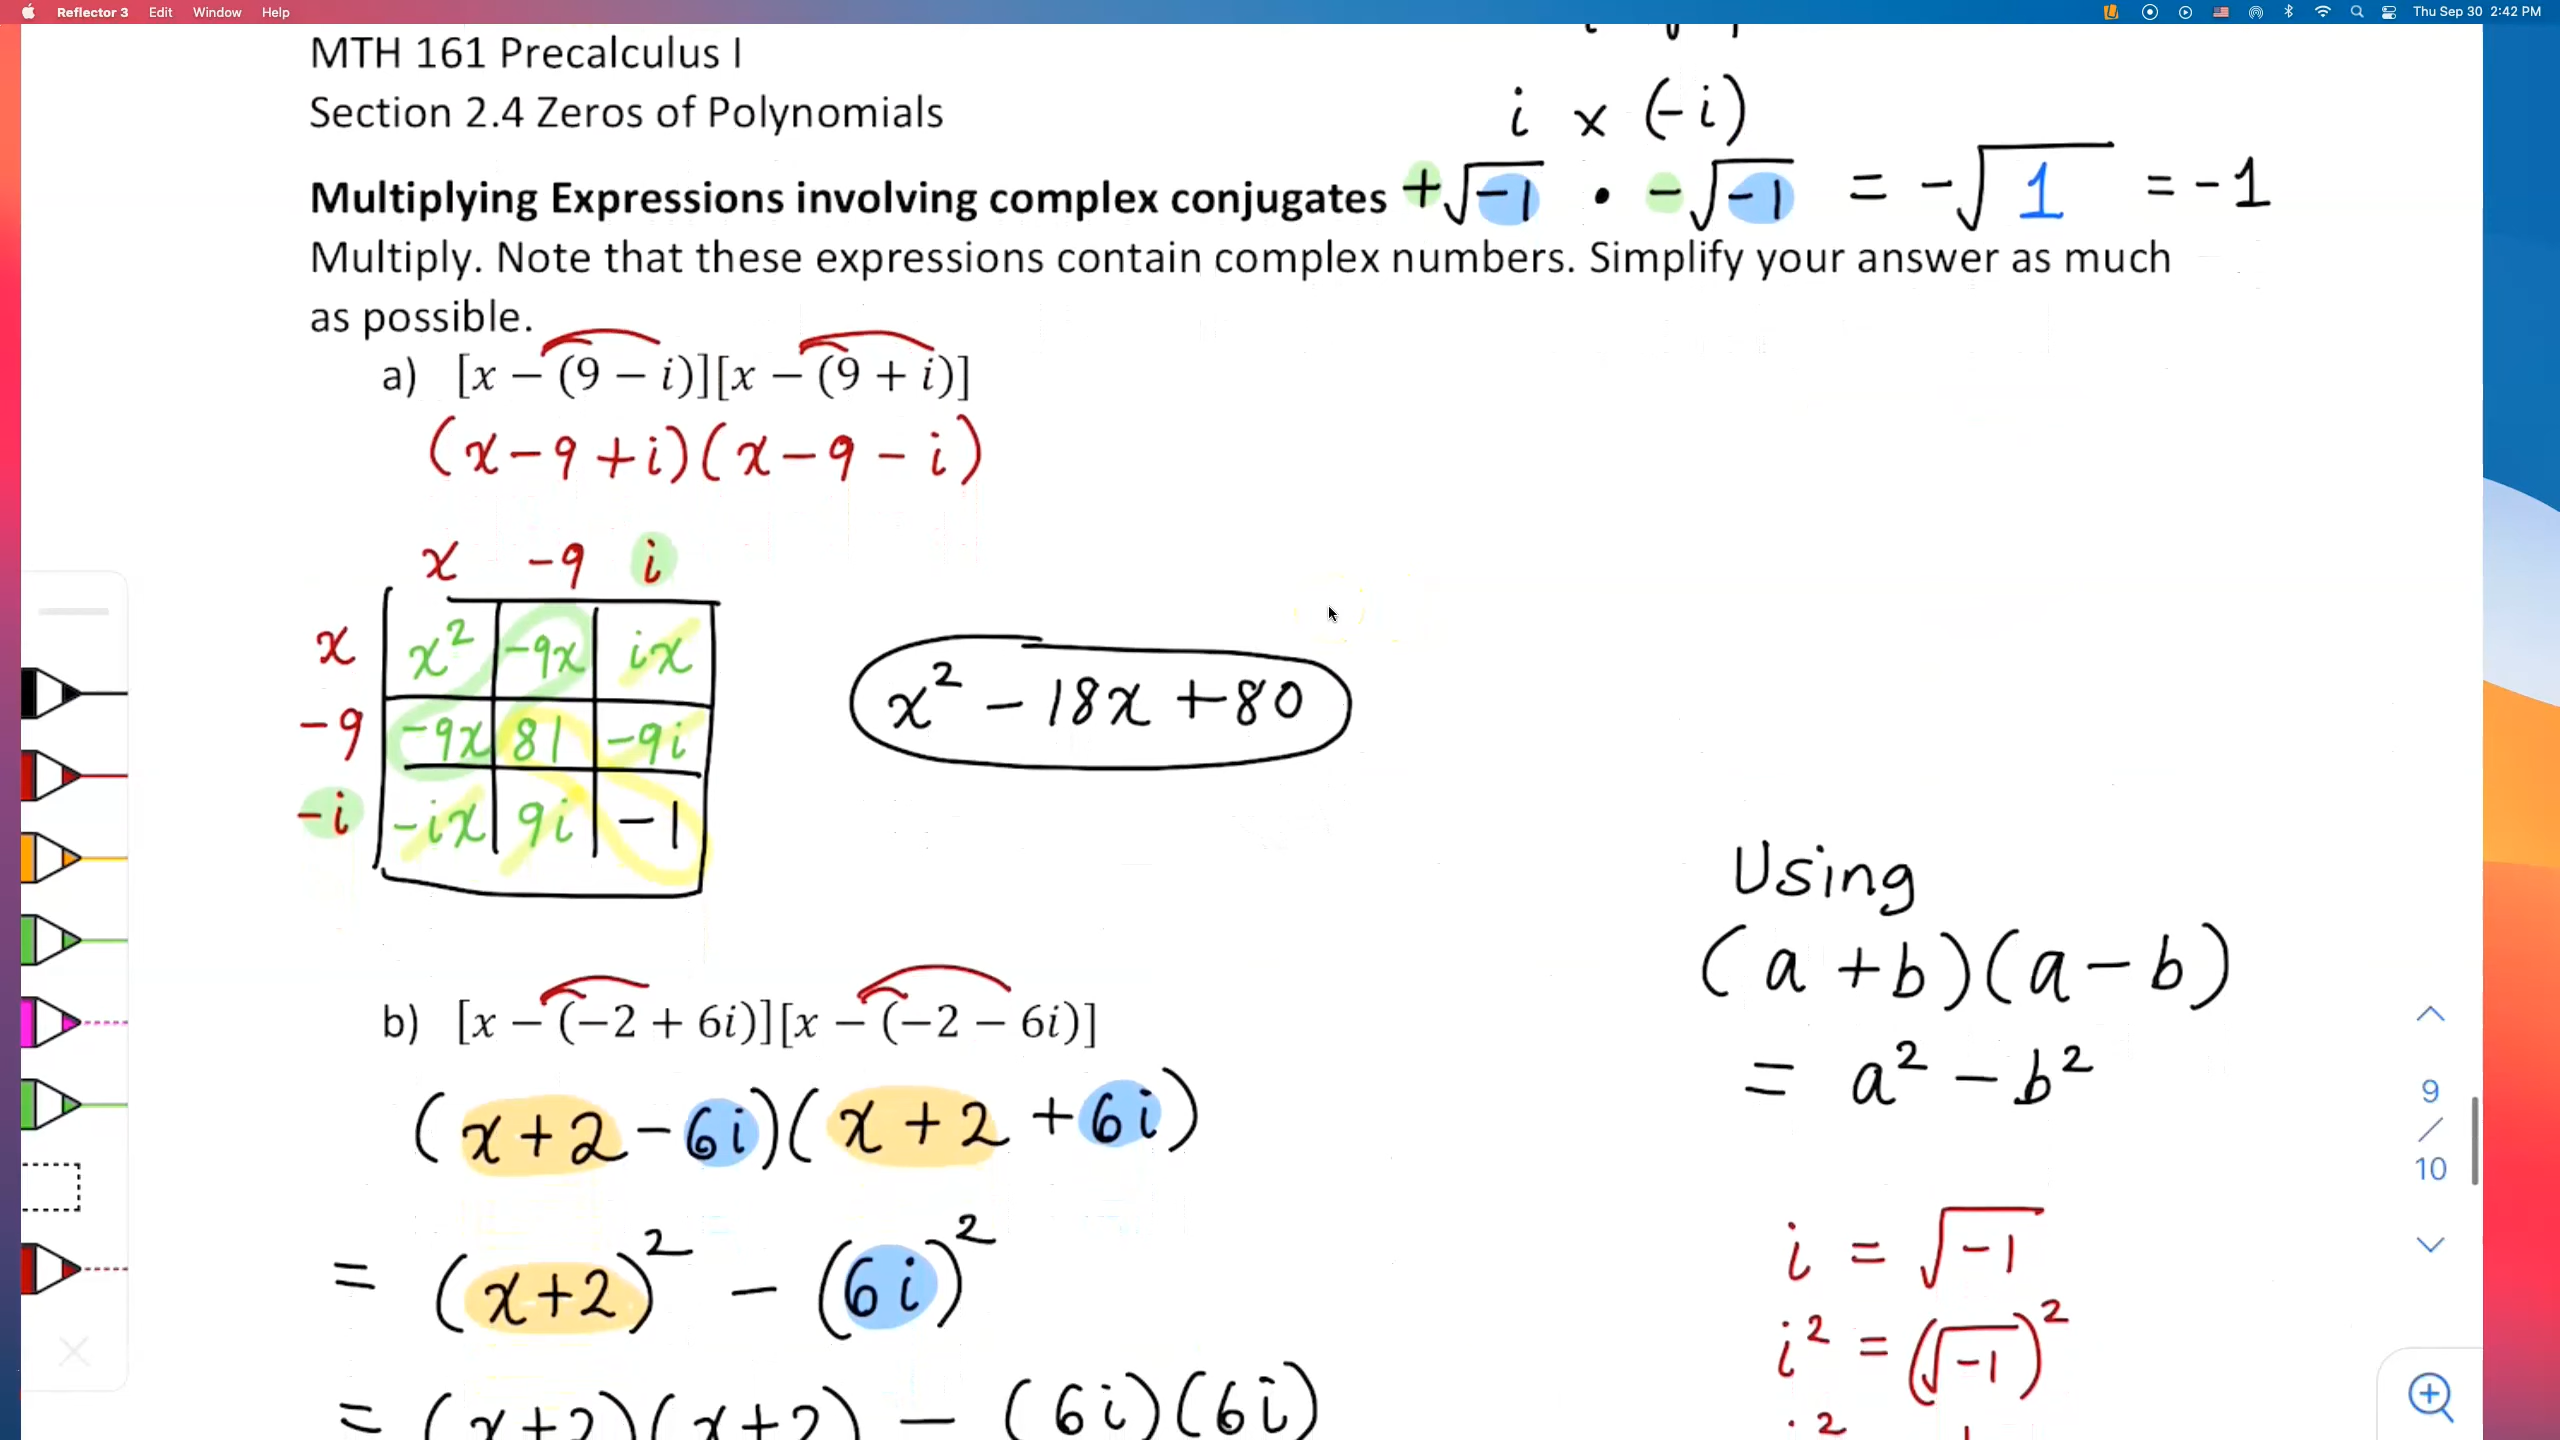 Reflector 3 Edit Window Help
Thu Sep 30 2:42 PM
MTH 161 Precalculus I
i × (-i)
Section 2.4 Zeros of Polynomials
Multiplying Expressions involving complex conjugates +√-1 • -√-1 = -√1 = -1
Multiply. Note that these expressions contain complex numbers. Simplify your answer as much
as possible.
a) [x − (9 − i)][x − (9 + i)]
(x-9+i)(x-9-i)
x -9 i
x x² -9x ix
-9 -9x 81 -9i
-i -ix 9i -1
x² - 18x + 80
Using
(a+b)(a-b)
= a² - b²
b) [x − (−2 + 6i)][x − (−2 − 6i)]
(x+2-6i)(x+2+6i)
= (x+2)² - (6i)²
= (x+2)(x+2) - (6i)(6i)
i = √-1
i² = (√-1)²
9
/
10